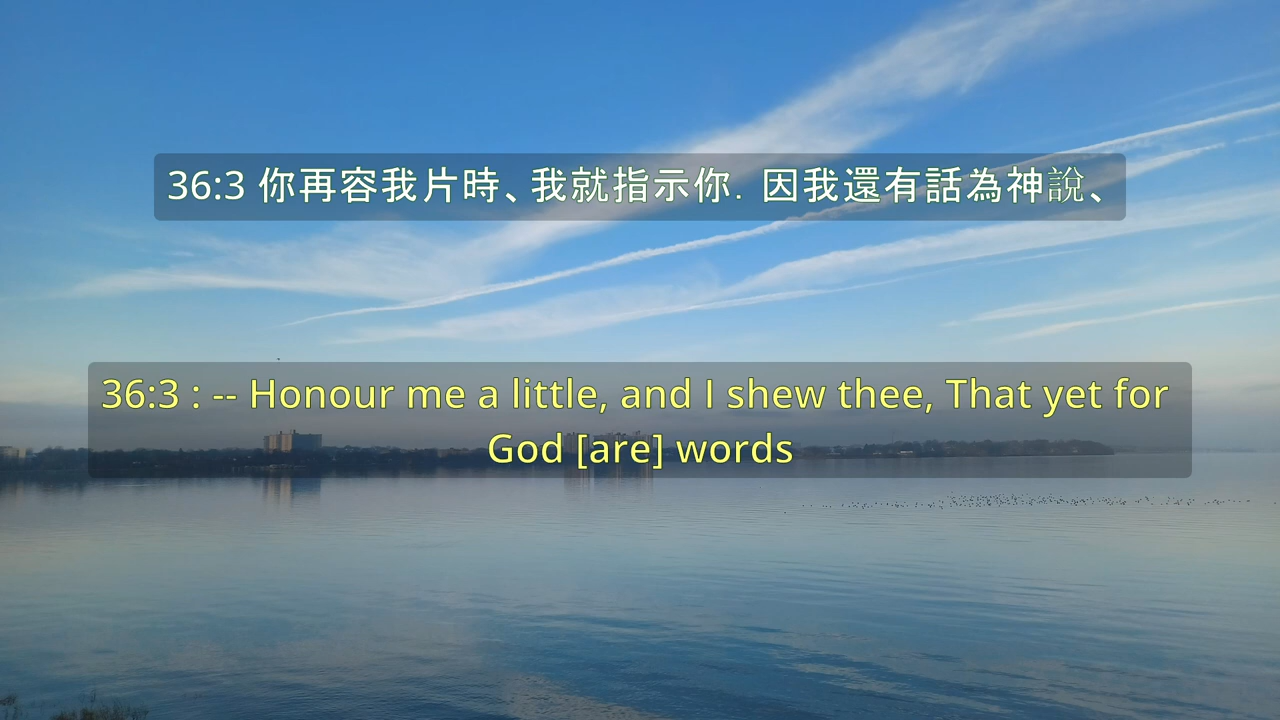 36:3 你再容我片時、我就指示你．因我還有話為神說、
36:3 : -- Honour me a little, and I shew thee, That yet for
God [are] words